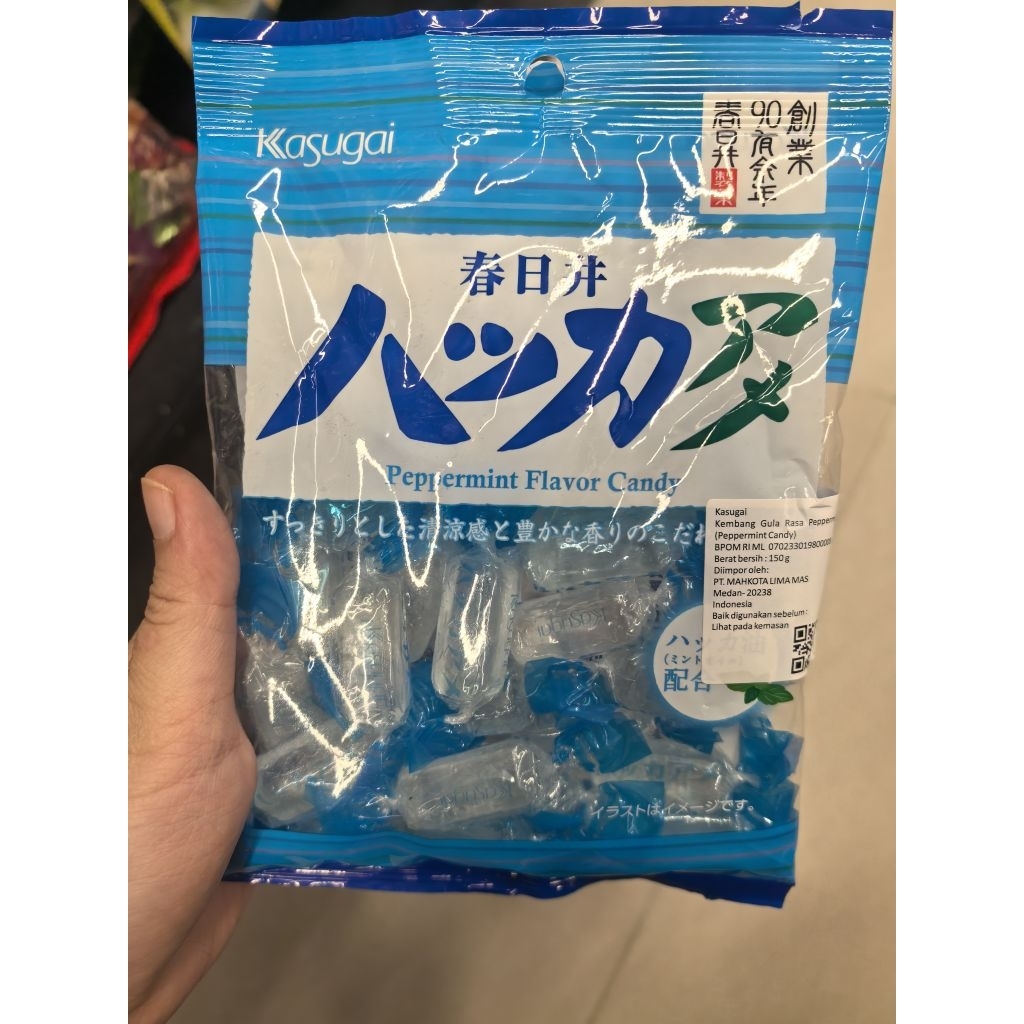 Kasugai
創業
90有余年
春日井
製菓
春日井
ハッカアメ
Peppermint Flavor Candy
すっきりとした清涼感と豊かな香りのこだわ
Kasugai
Kembang Gula Rasa Pepperm
(Peppermint Candy)
BPOM RI ML 0702330198000
Berat bersih : 150 g
Diimpor oleh:
PT. MAHKOTA LIMA MAS
Medan- 20238
Indonesia
Baik digunakan sebelum :
Lihat pada kemasan
ハッカ油
配合
Kasugai
Kasugai
イラストはイメージです。